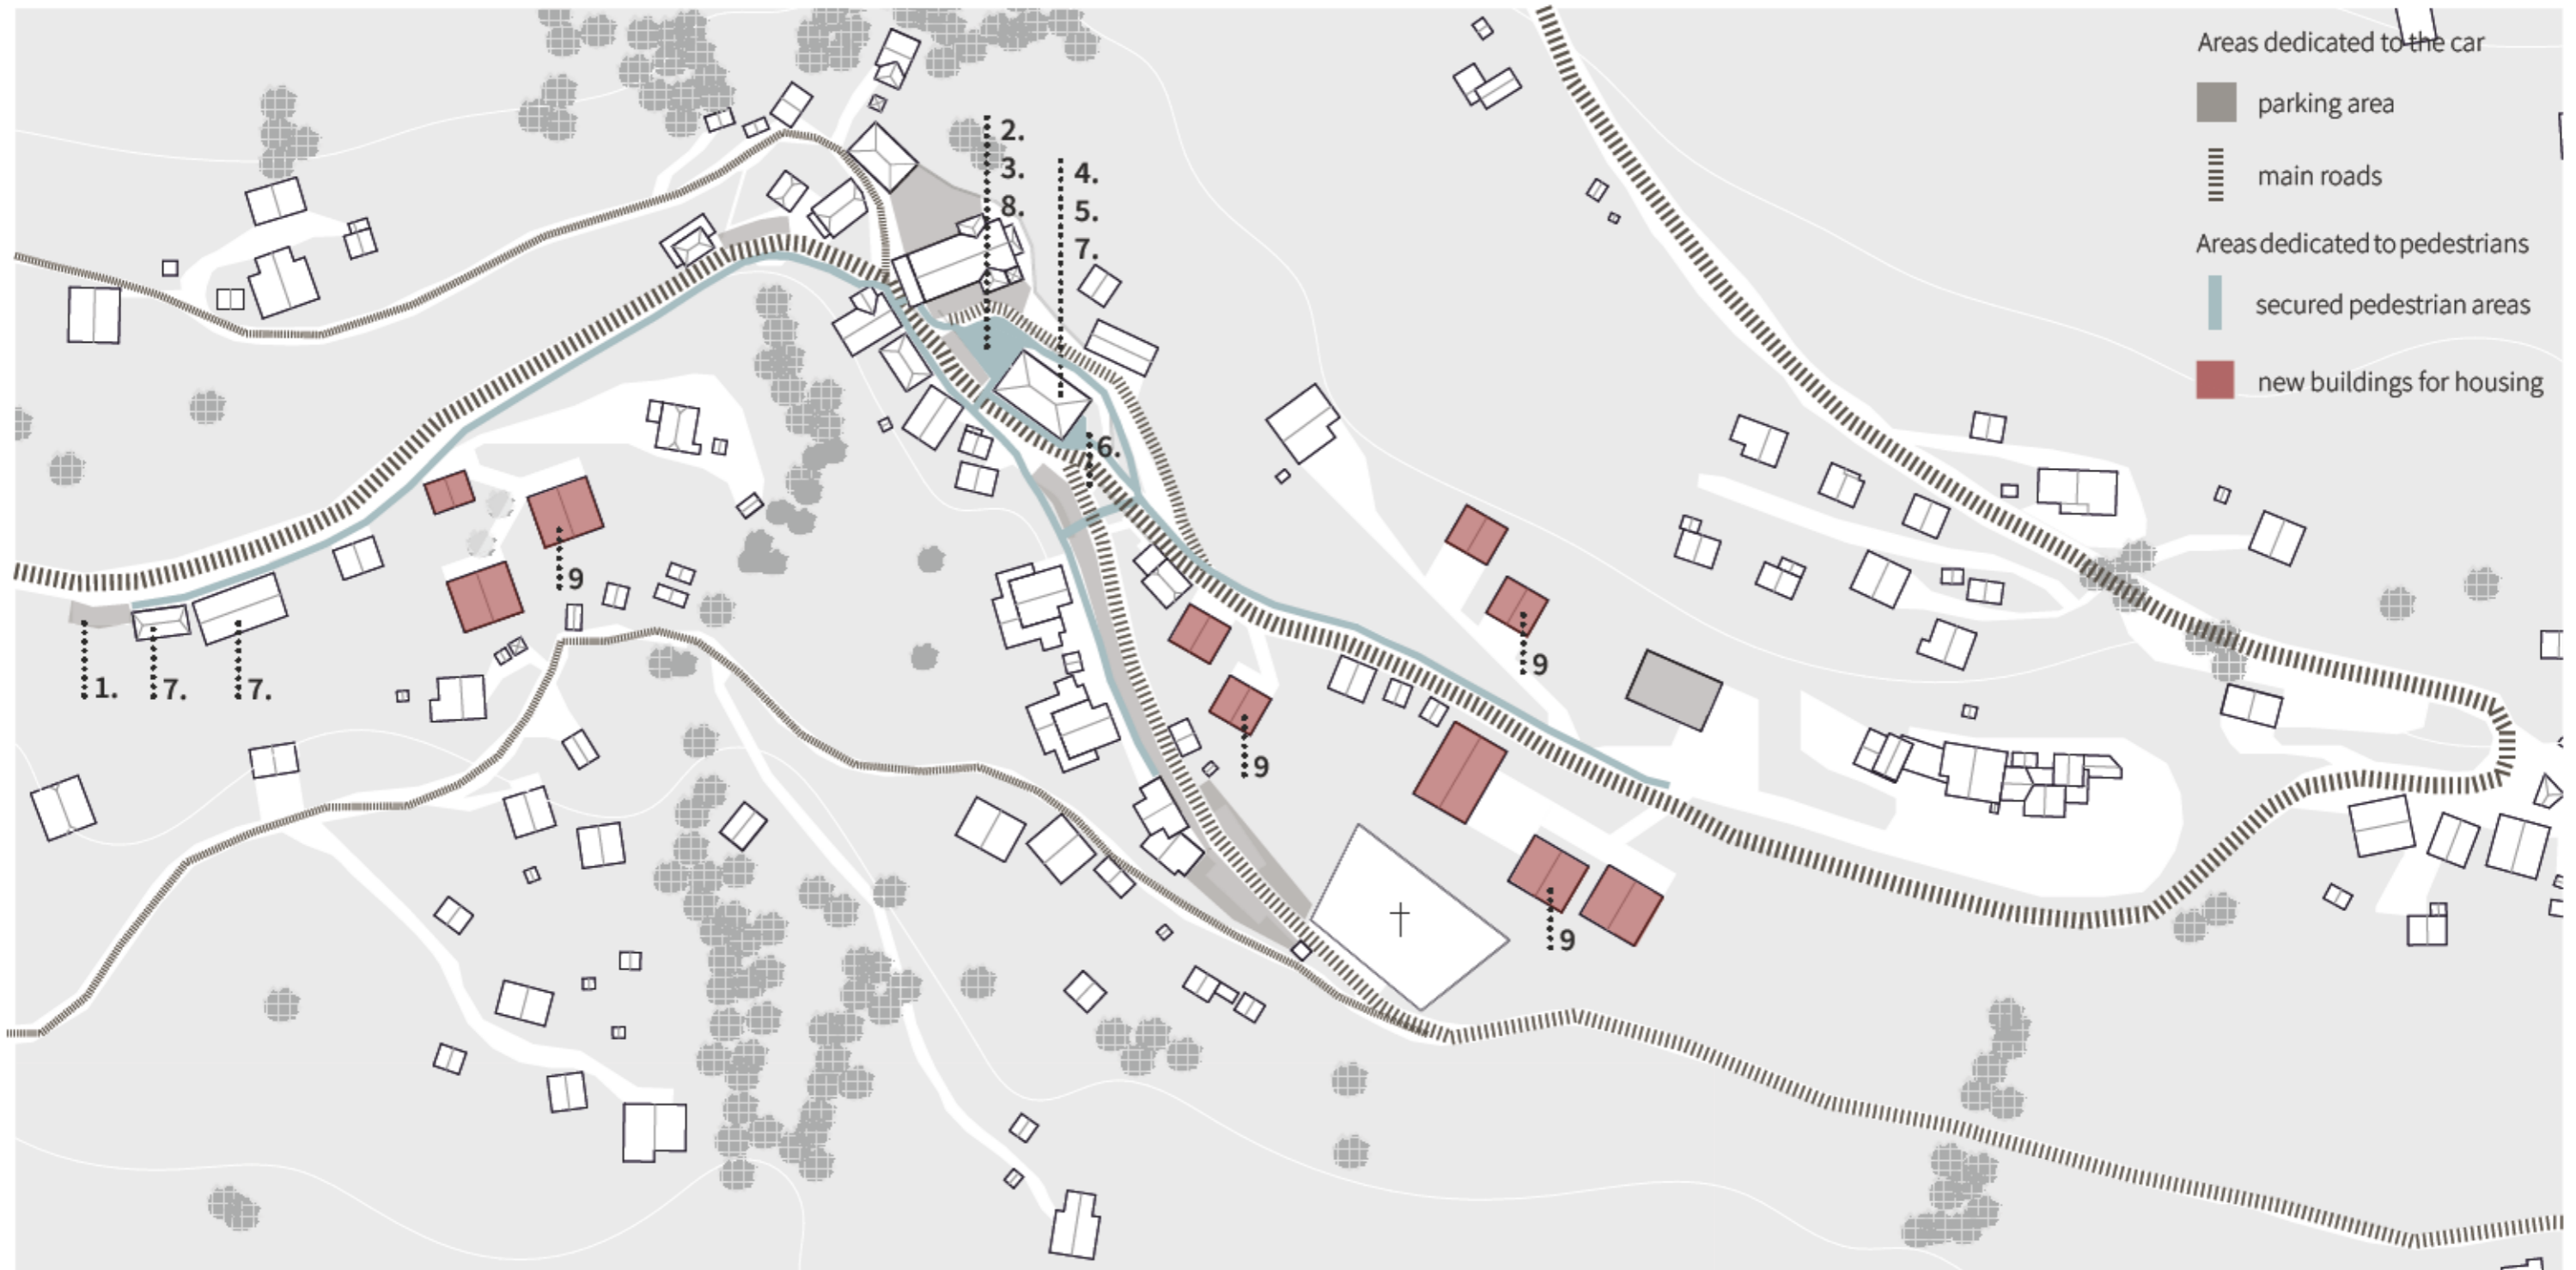 Areas dedicated to the car
parking area
main roads
Areas dedicated to pedestrians
secured pedestrian areas
new buildings for housing
2.
3.
8.
4.
5.
7.
6.
9
1.
7.
7.
9
9
9